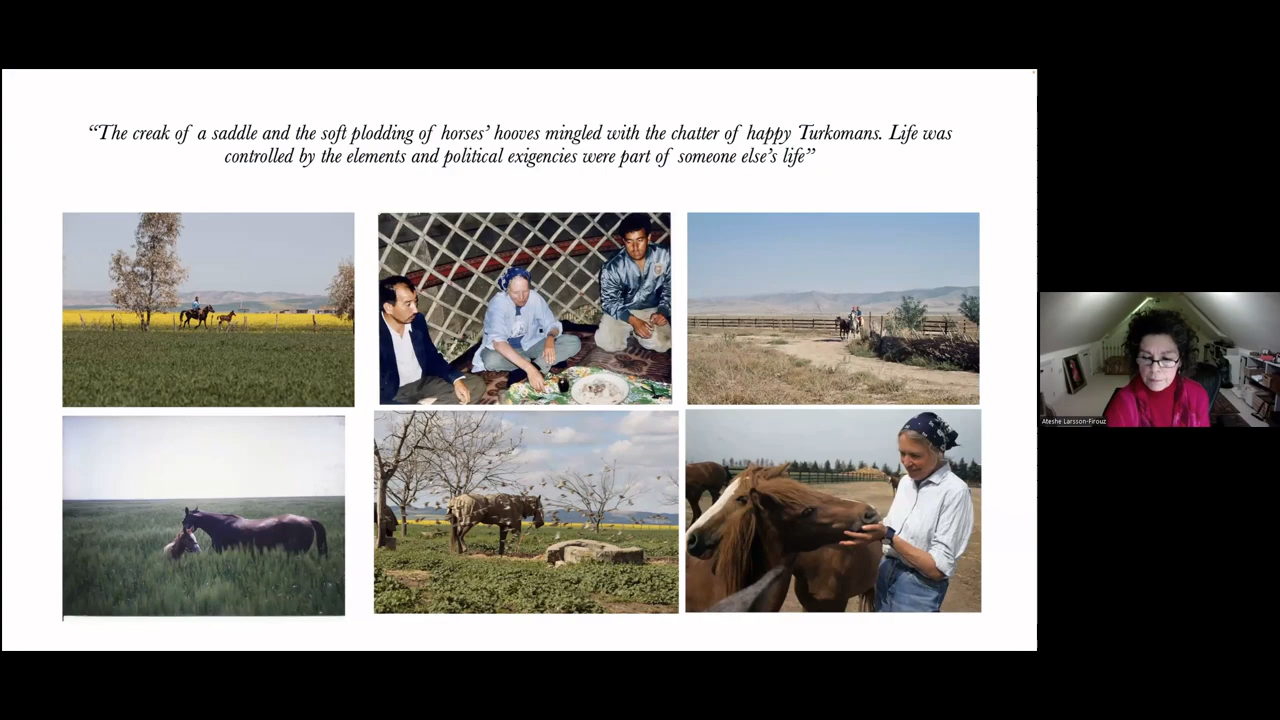 “The creak of a saddle and the soft plodding of horses’ hooves mingled with the chatter of happy Turkomans. Life was
controlled by the elements and political exigencies were part of someone else’s life”
Ateshe Larsson-Firouz